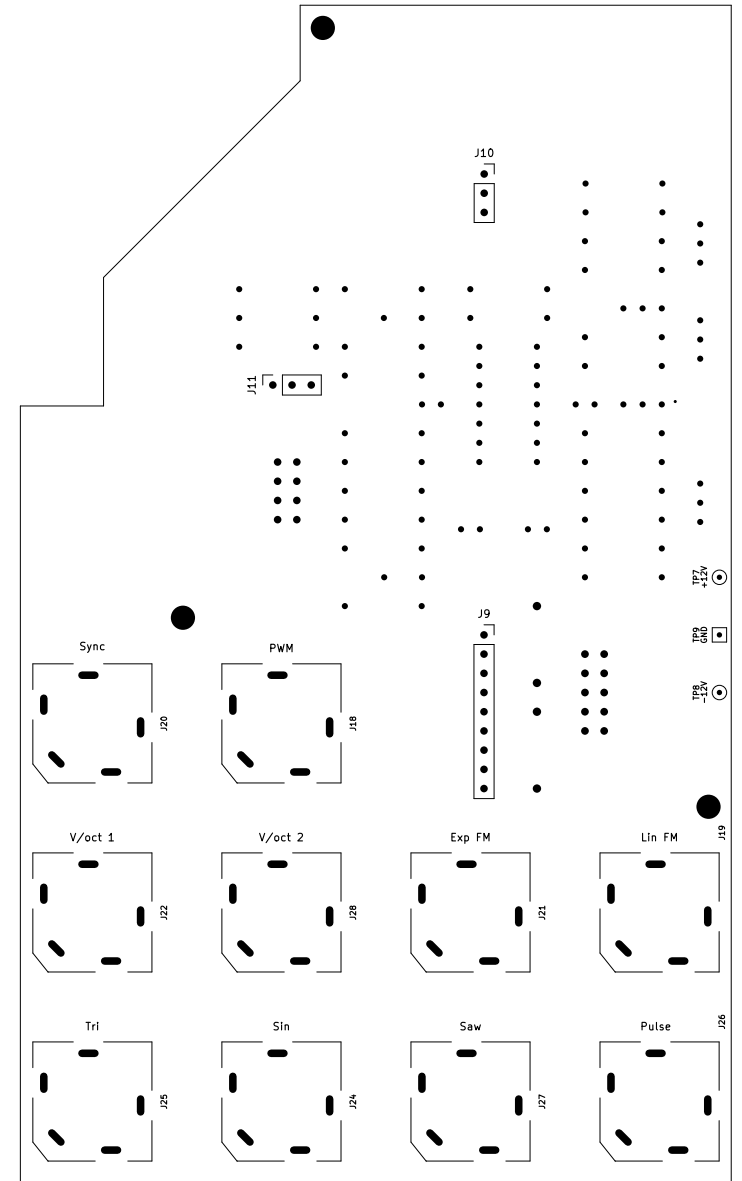 J10
J11
TP7
+12V
J9
TP9
GND
Sync
PWM
TP8
-12V
J20
J18
V/oct 1
V/oct 2
Exp FM
Lin FM
J19
J22
J28
J21
Tri
Sin
Saw
Pulse
J26
J25
J24
J27